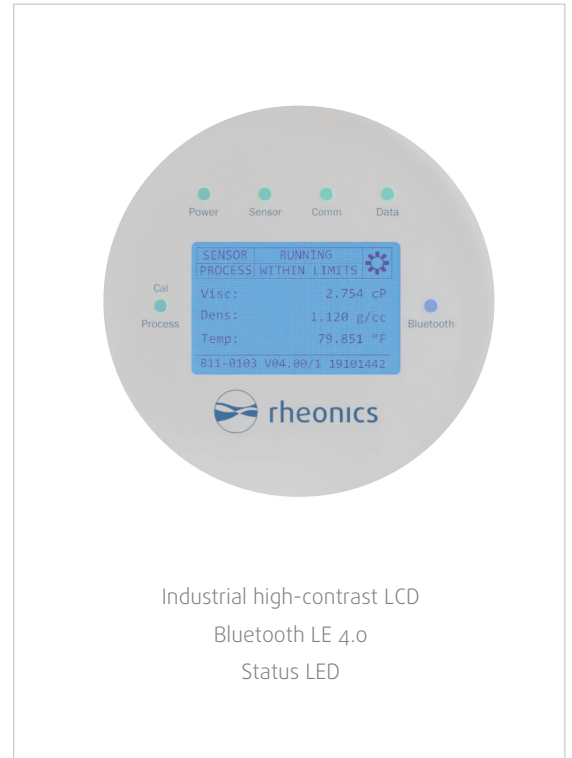 Power Sensor Comm Data
SENSOR RUNNING
PROCESS WITHIN LIMITS
Cal
Process
Visc: 2.754 cP
Dens: 1.120 g/cc
Temp: 79.851 °F
811-0103 V04.00/1 19101442
Bluetooth
rheonics
Industrial high-contrast LCD
Bluetooth LE 4.0
Status LED